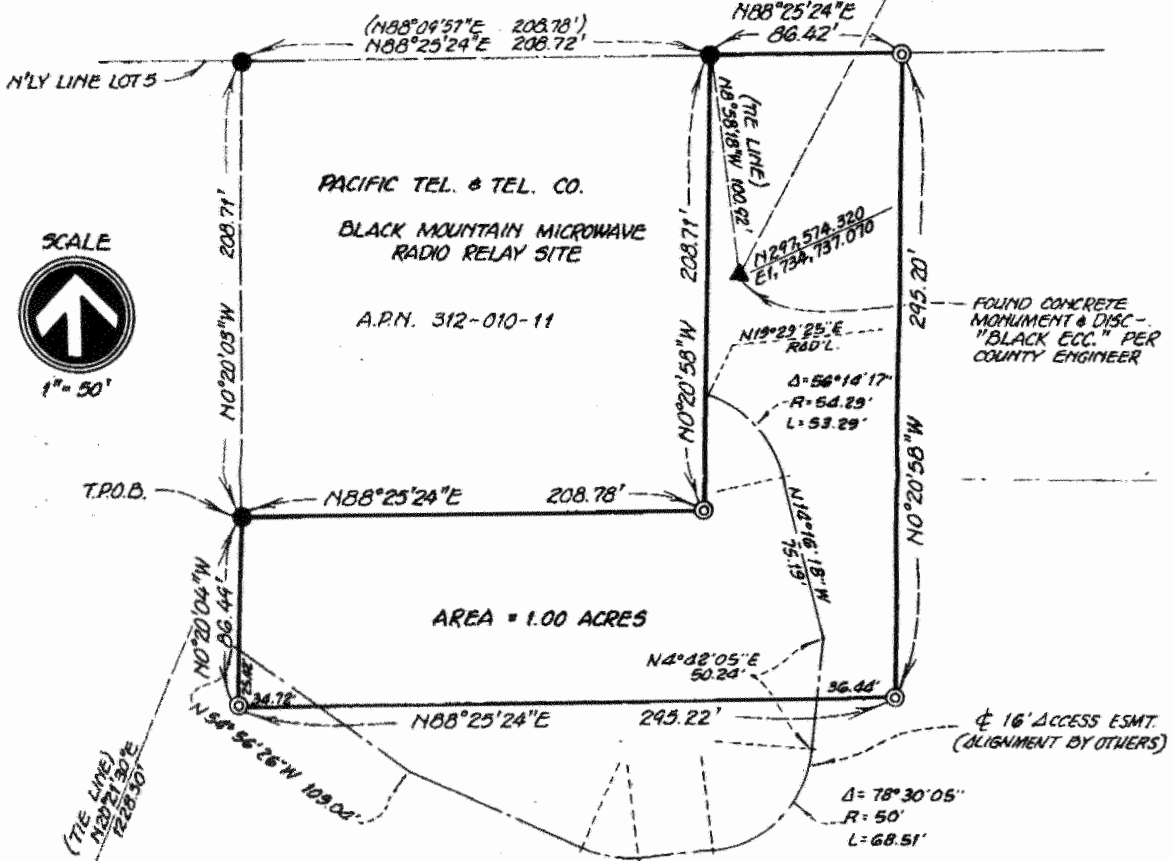 (N88°09'57"E 208.78')
N88°25'24"E 208.72'
N88°25'24"E
86.42'
N'LY LINE LOT 5
(TIE LINE)
N8°58'18"W 100.92'
PACIFIC TEL. & TEL. CO.
BLACK MOUNTAIN MICROWAVE
RADIO RELAY SITE
A.P.N. 312-010-11
208.71'
N0°20'03"W
208.71'
N0°20'58"W
SCALE
1"=50'
N297,574.320
E1,734,737.070
295.20'
N0°20'58"W
FOUND CONCRETE
MONUMENT & DISC-
"BLACK ECC." PER
COUNTY ENGINEER
N19°29'25"E
RAD'L.
Δ=56°14'17"
R=54.29'
L=53.29'
T.P.O.B.
N88°25'24"E 208.78'
N14°16'18"W
75.19'
N0°20'04"W
86.44'
AREA = 1.00 ACRES
N4°42'05"E
50.24'
25.42'
34.72'
36.44'
N88°25'24"E 295.22'
N54°56'26"W 109.04'
(TIE LINE)
N20°21'30"E
1228.30'
℄ 16' ACCESS ESMT.
(ALIGNMENT BY OTHERS)
Δ=78°30'05"
R=50'
L=68.51'